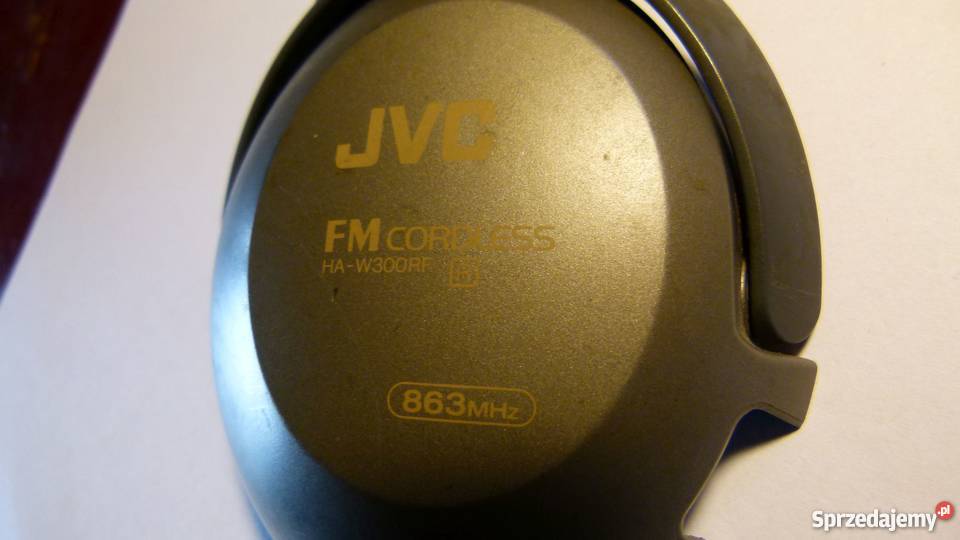 JVC
FM CORDLESS
HA-W300RF
863MHz
Sprzedajemy.pl